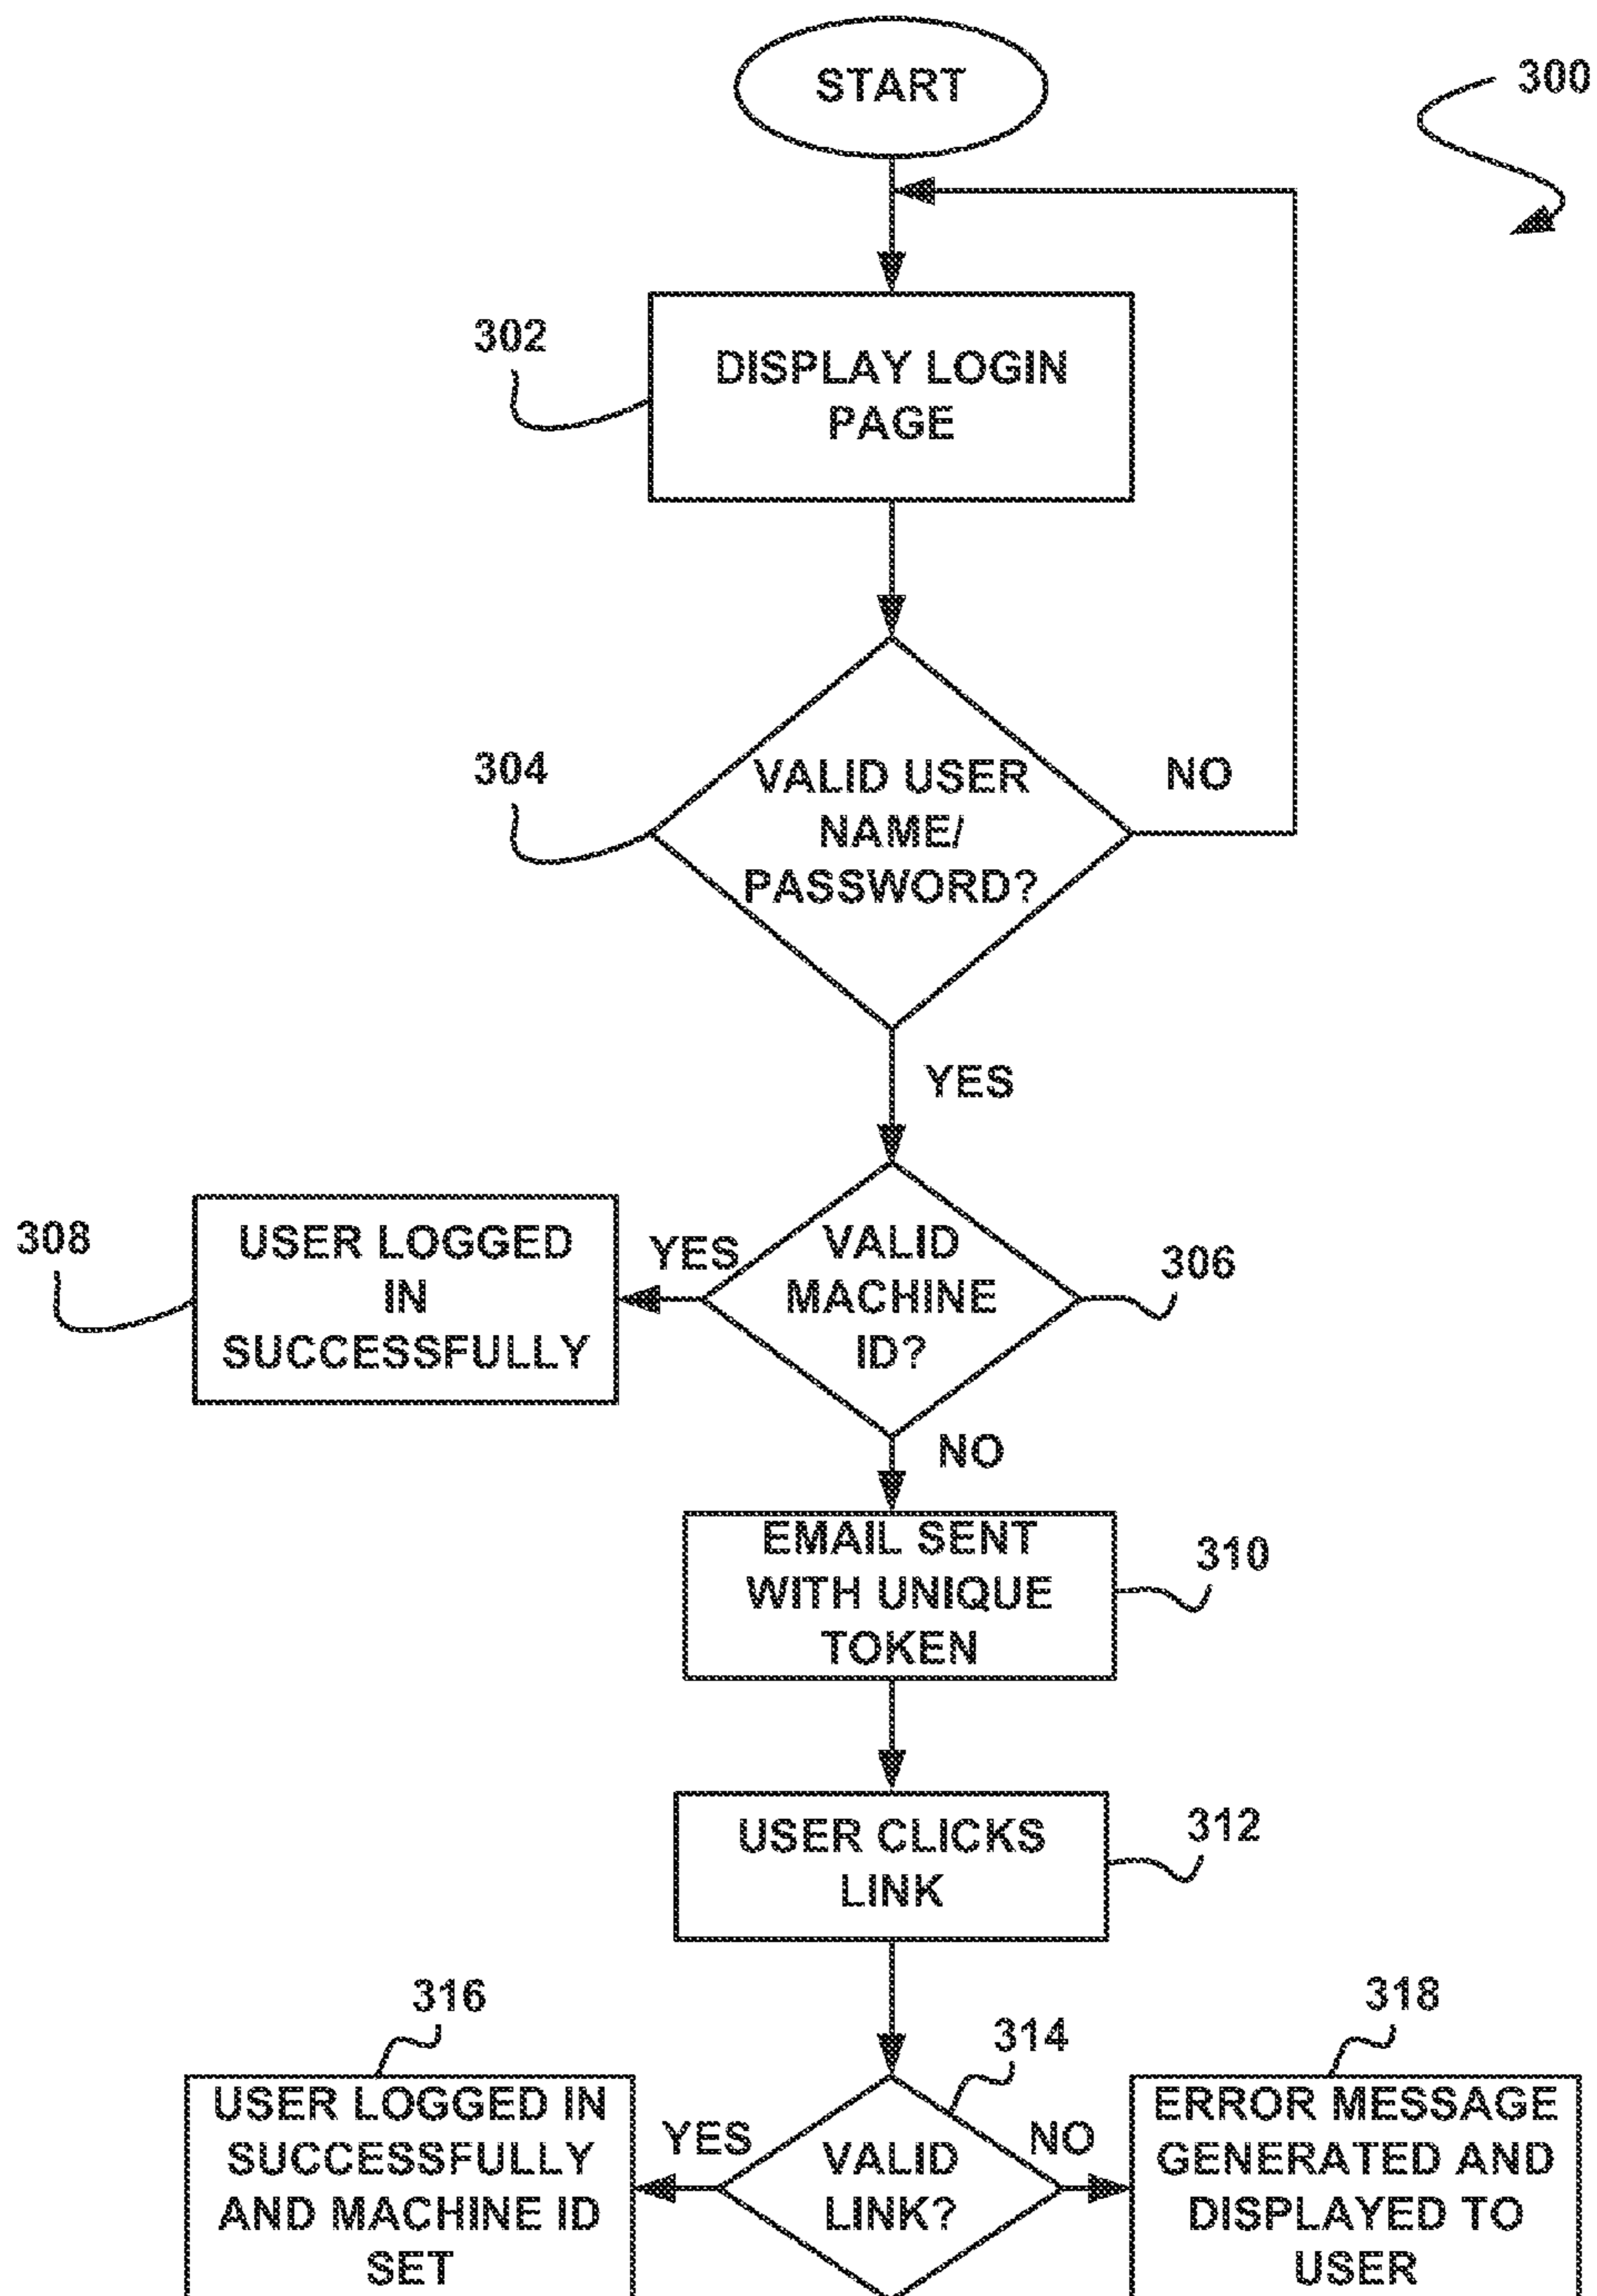 START
300
302
DISPLAY LOGIN
PAGE
304
VALID USER
NAME/
PASSWORD?
NO
YES
308
USER LOGGED
IN
SUCCESSFULLY
YES
VALID
MACHINE
ID?
306
NO
EMAIL SENT
WITH UNIQUE
TOKEN
310
USER CLICKS
LINK
312
316
USER LOGGED IN
SUCCESSFULLY
AND MACHINE ID
SET
YES
314
VALID
LINK?
NO
318
ERROR MESSAGE
GENERATED AND
DISPLAYED TO
USER